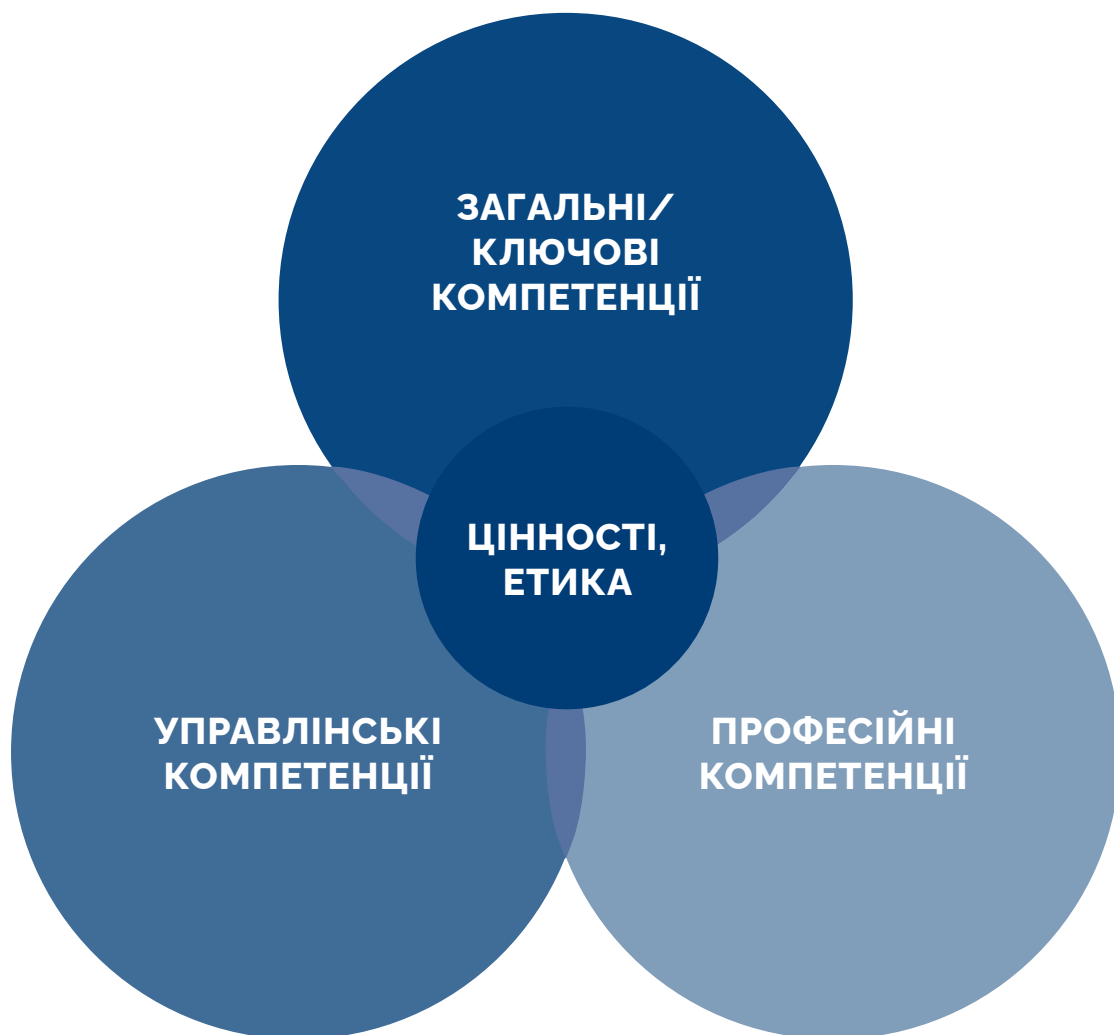 ЗАГАЛЬНІ/
КЛЮЧОВІ
КОМПЕТЕНЦІЇ
ЦІННОСТІ,
ЕТИКА
УПРАВЛІНСЬКІ
КОМПЕТЕНЦІЇ
ПРОФЕСІЙНІ
КОМПЕТЕНЦІЇ